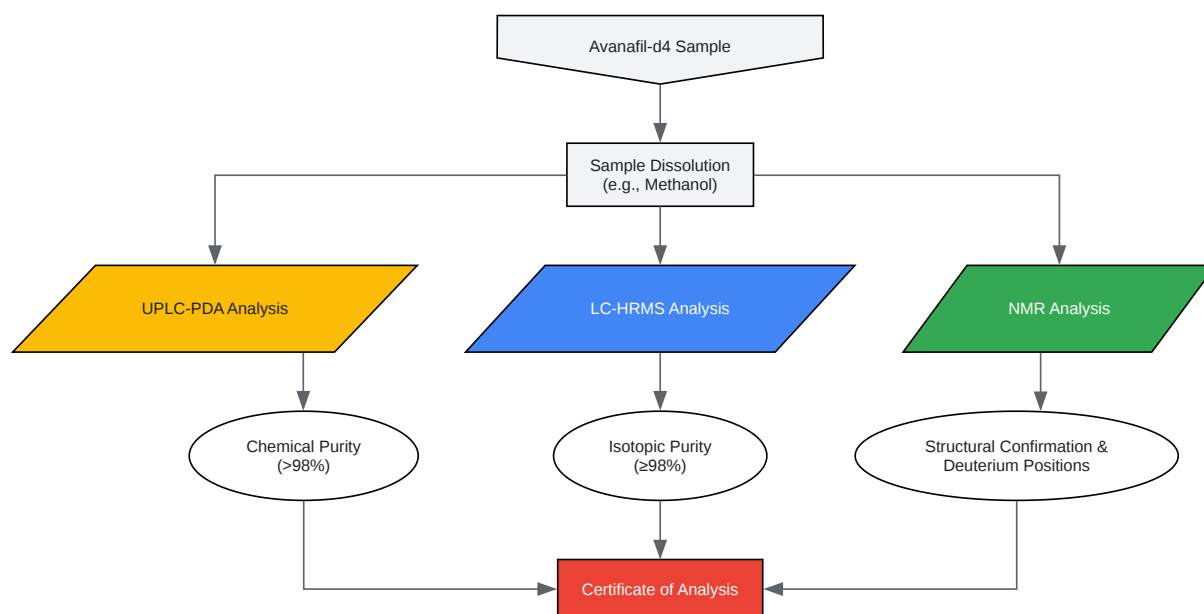 Avanafil-d4 Sample
Sample Dissolution
(e.g., Methanol)
UPLC-PDA Analysis
LC-HRMS Analysis
NMR Analysis
Chemical Purity
(>98%)
Isotopic Purity
(≥98%)
Structural Confirmation &
Deuterium Positions
Certificate of Analysis